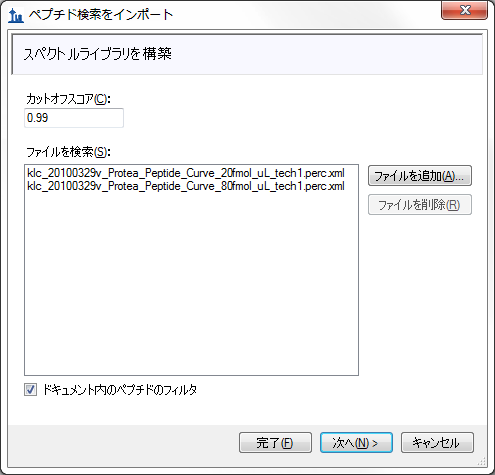 ペプチド検索をインポート
スペクトルライブラリを構築
カットオフスコア(C):
0.99
ファイルを検索(S):
klc_20100329v_Protea_Peptide_Curve_20fmol_uL_tech1.perc.xml
klc_20100329v_Protea_Peptide_Curve_80fmol_uL_tech1.perc.xml
ファイルを追加(A)...
ファイルを削除(R)
ドキュメント内のペプチドのフィルタ
完了(F)
次へ(N) >
キャンセル